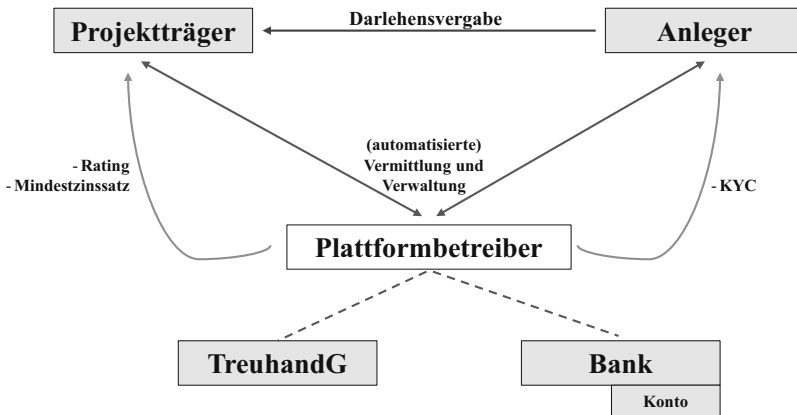 Darlehensvergabe
Projektträger
Anleger
(automatisierte)
Vermittlung und
Verwaltung
- Rating
- Mindestzinssatz
- KYC
Plattformbetreiber
TreuhandG
Bank
Konto